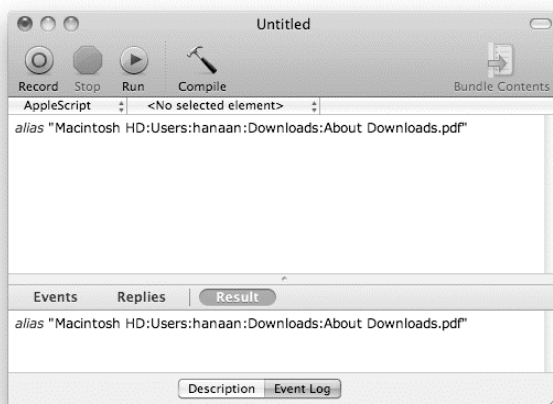 Untitled
Record Stop Run Compile Bundle Contents
AppleScript <No selected element>
alias "Macintosh HD:Users:hanaan:Downloads:About Downloads.pdf"
Events Replies Result
alias "Macintosh HD:Users:hanaan:Downloads:About Downloads.pdf"
Description Event Log